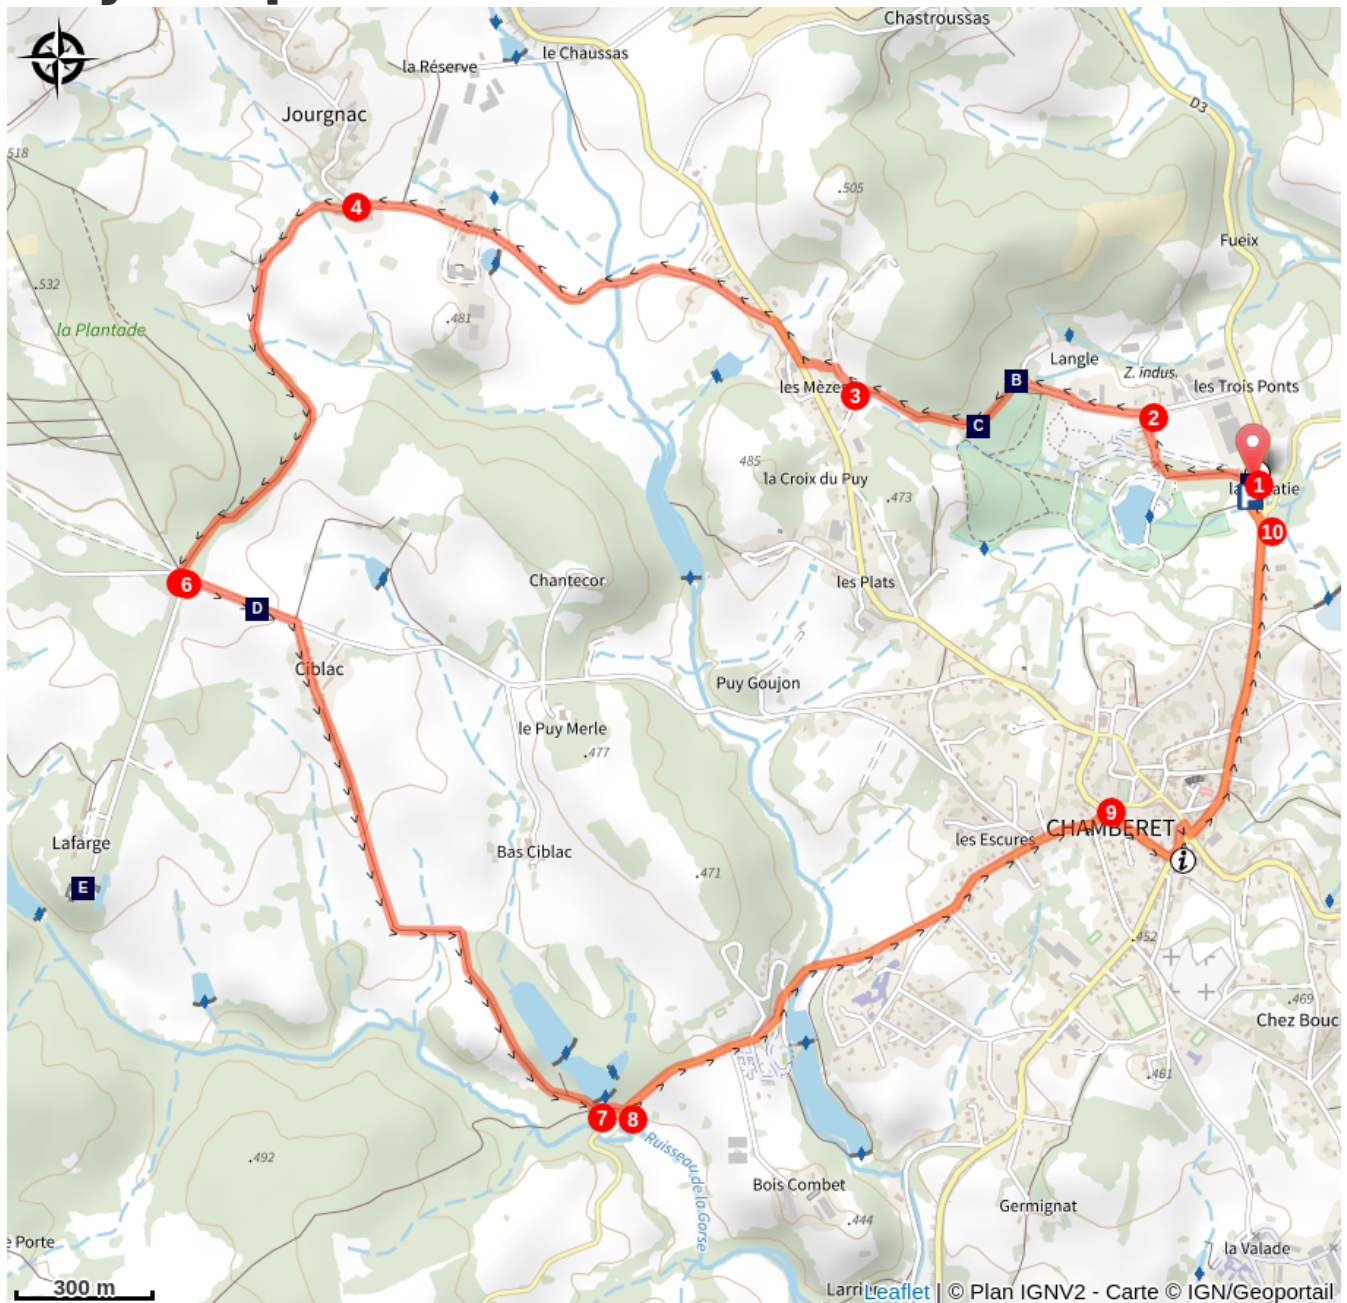 Chastroussas
le Chaussas
la Réserve
Jourgnac
D3
518
.505
Fueix
4
.532
la Plantade
.481
Langle
Z. indus.
les Trois Ponts
B
les Mèzes
3
C
2
485
la Croix du Puy
.473
1
10
6
Chantecor
les Plats
D
Ciblac
Puy Goujon
le Puy Merle
.477
9
CHAMBERET
les Escures
Lafarge
Bas Ciblac
i
E
.471
.452
.469
Chez Bouc
.461
7
8
Ruisseau de la Gorse
.492
Bois Combet
Germignat
.444
e Porte
la Valade
300 m
Larri
Leaflet | © Plan IGNV2 - Carte © IGN/Geoportail